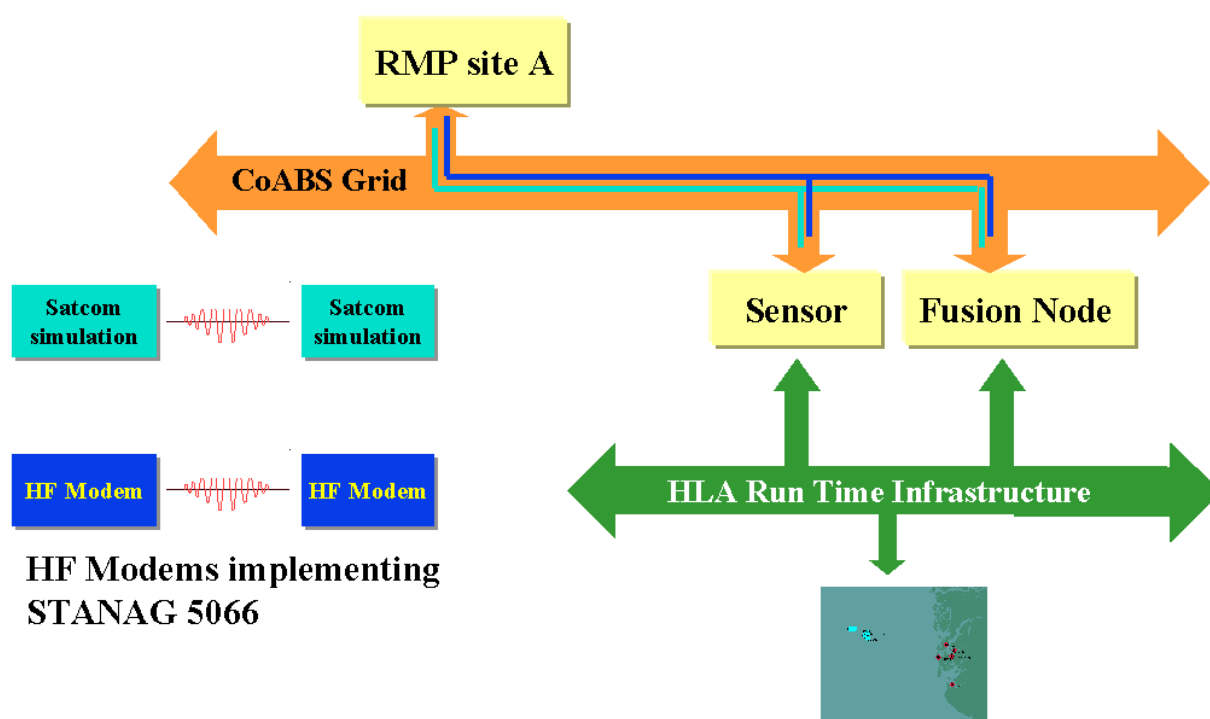 RMP site A
CoABS Grid
Satcom
simulation
Satcom
simulation
Sensor
Fusion Node
HF Modem
HF Modem
HLA Run Time Infrastructure
HF Modems implementing
STANAG 5066